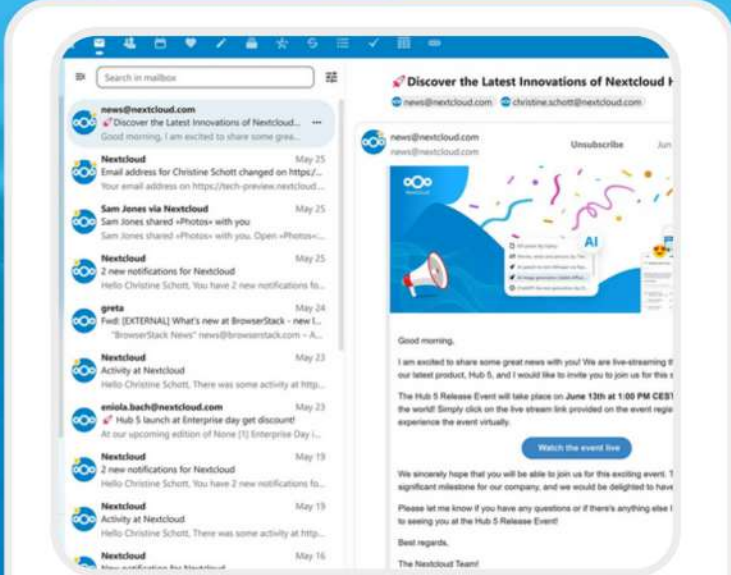 Search in mailbox
news@nextcloud.com
🚀Discover the Latest Innovations of Nextcloud...
Good morning, I am excited to share some grea...
Nextcloud May 25
Email address for Christine Schott changed on https:/...
Your email address on https://tech-preview.nextcloud...
Sam Jones via Nextcloud May 25
Sam Jones shared »Photos« with you
Sam Jones shared »Photos« with you. Open »Photos«:...
Nextcloud May 25
2 new notifications for Nextcloud
Hello Christine Schott, You have 2 new notifications fo...
greta May 24
Fwd: [EXTERNAL] What's new at BrowserStack - new l...
"BrowserStack News" news@browserstack.com – A...
Nextcloud May 23
Activity at Nextcloud
Hello Christine Schott, There was some activity at http...
eniola.bach@nextcloud.com May 23
🚀 Hub 5 launch at Enterprise day get discount!
At our upcoming edition of None [1] Enterprise Day i...
Nextcloud May 19
2 new notifications for Nextcloud
Hello Christine Schott, You have 2 new notifications fo...
Nextcloud May 19
Activity at Nextcloud
Hello Christine Schott, There was some activity at http...
Nextcloud May 16
New notification for Nextcloud
🚀Discover the Latest Innovations of Nextcloud H
news@nextcloud.com christine.schott@nextcloud.com
news@nextcloud.com
news@nextcloud.com
Unsubscribe Jun
AI
Good morning,
I am excited to share some great news with you! We are live-streaming th
our latest product, Hub 5, and I would like to invite you to join us for this s
The Hub 5 Release Event will take place on June 13th at 1:00 PM CEST
the world! Simply click on the live stream link provided on the event regis
experience the event virtually.
Watch the event live
We sincerely hope that you will be able to join us for this exciting event. T
significant milestone for our company, and we would be delighted to have
Please let me know if you have any questions or if there's anything else I
to seeing you at the Hub 5 Release Event!
Best regards,
The Nextcloud Team!